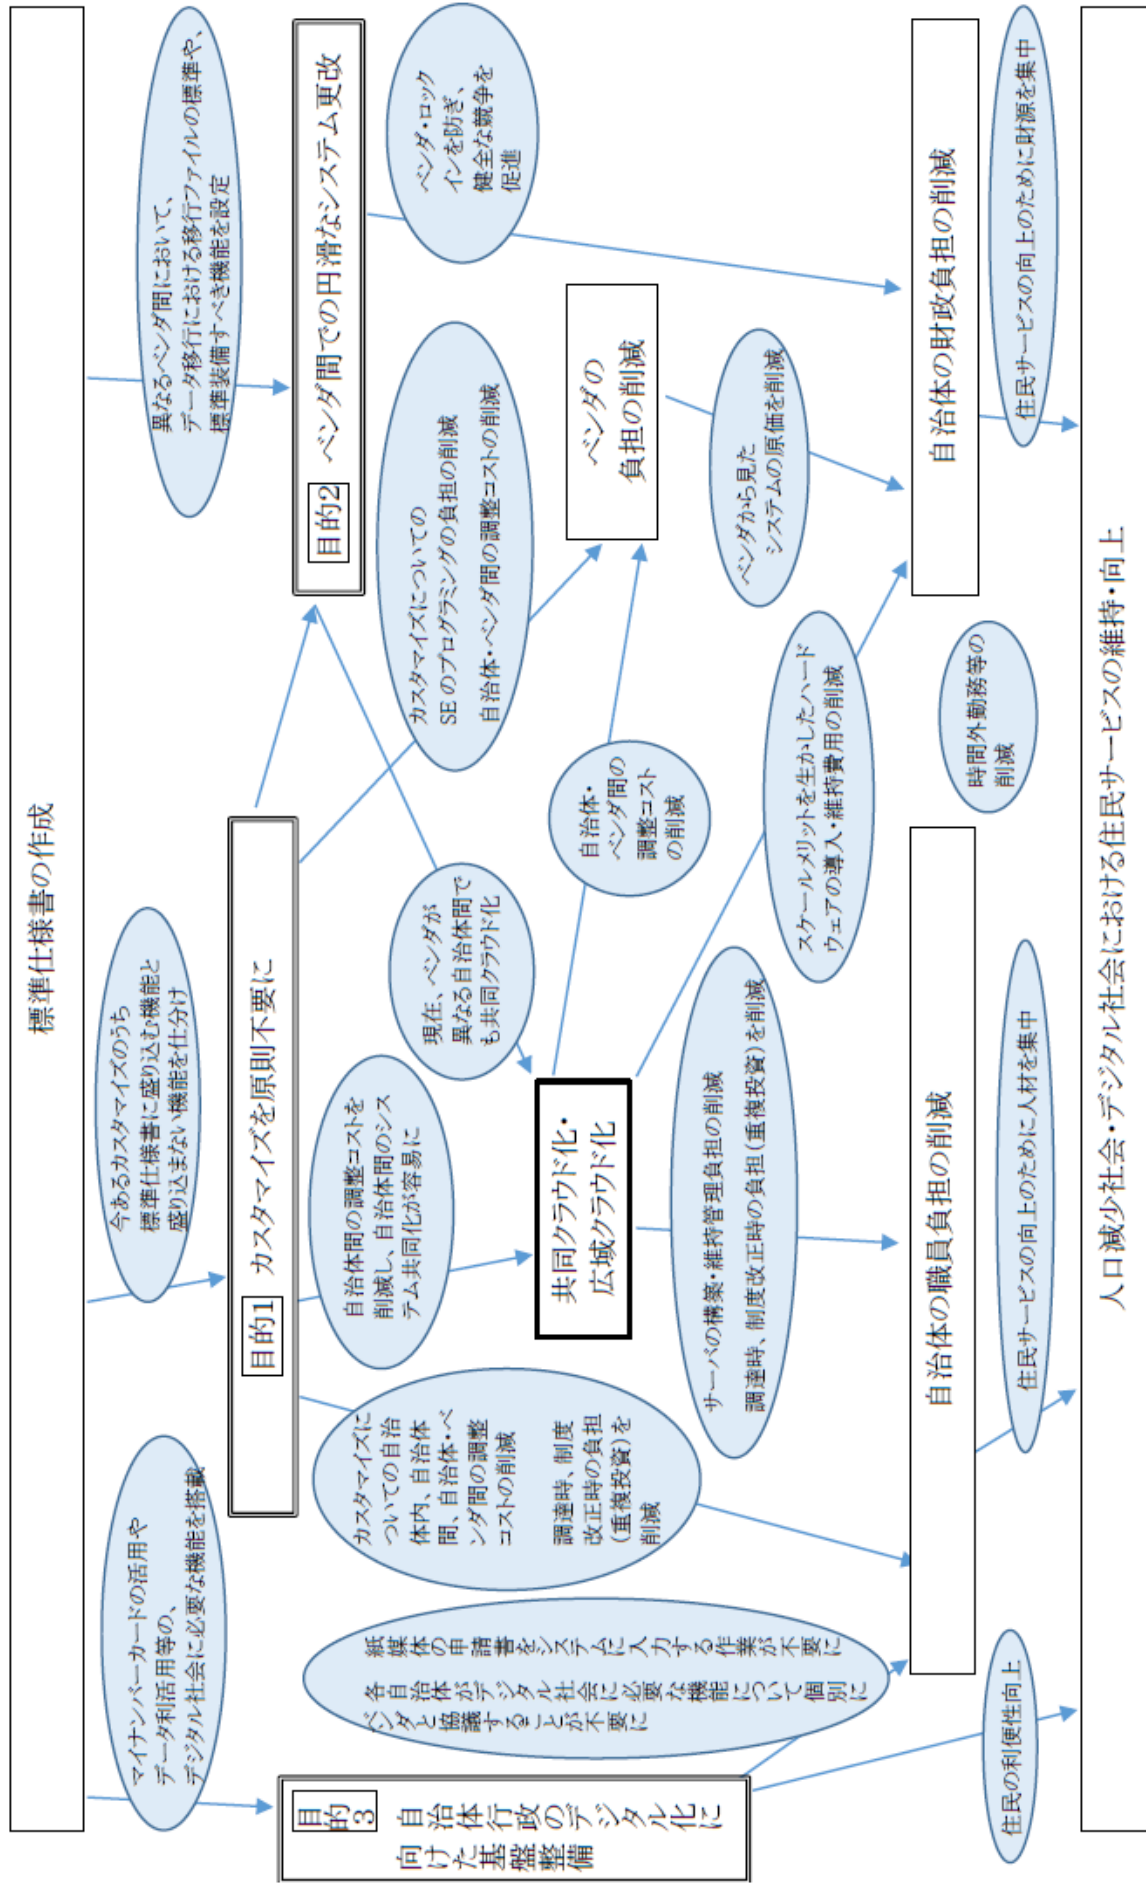 標準仕様書の作成
マイナンバーカードの活用や
データ利活用等の、
デジタル社会に必要な機能を搭載
今あるカスタマイズのうち
標準仕様書に盛り込む機能と
盛り込まない機能を仕分け
異なるベンダ間において、
データ移行における移行ファイルの標準や、
標準装備すべき機能を設定
目的3 自治体行政のデジタル化に
向けた基盤整備
目的1 カスタマイズを原則不要に
目的2 ベンダ間での円滑なシステム更改
紙媒体の申請書をシステムに入力する作業が不要に
各自治体がデジタル社会に必要な機能について個別に
ベンダと協議することが不要に
カスタマイズに
ついての自治
体内、自治体
間、自治体・ベ
ンダ間の調整
コストの削減
調達時、制度
改正時の負担
(重複投資)を
削減
自治体間の調整コストを
削減し、自治体間のシス
テム共同化が容易に
現在、ベンダが
異なる自治体間で
も共同クラウド化
カスタマイズについての
SEのプログラミングの負担の削減
自治体・ベンダ間の調整コストの削減
ベンダ・ロック
インを防ぎ、
健全な競争を
促進
共同クラウド化・
広域クラウド化
自治体・
ベンダ間の
調整コスト
の削減
ベンダの
負担の削減
サーバの構築・維持管理負担の削減
調達時、制度改正時の負担(重複投資)を削減
スケールメリットを生かしたハード
ウェアの導入・維持費用の削減
ベンダから見た
システムの原価を削減
自治体の職員負担の削減
時間外勤務等の
削減
自治体の財政負担の削減
住民の利便性向上
住民サービスの向上のために人材を集中
住民サービスの向上のために財源を集中
人口減少社会・デジタル社会における住民サービスの維持・向上